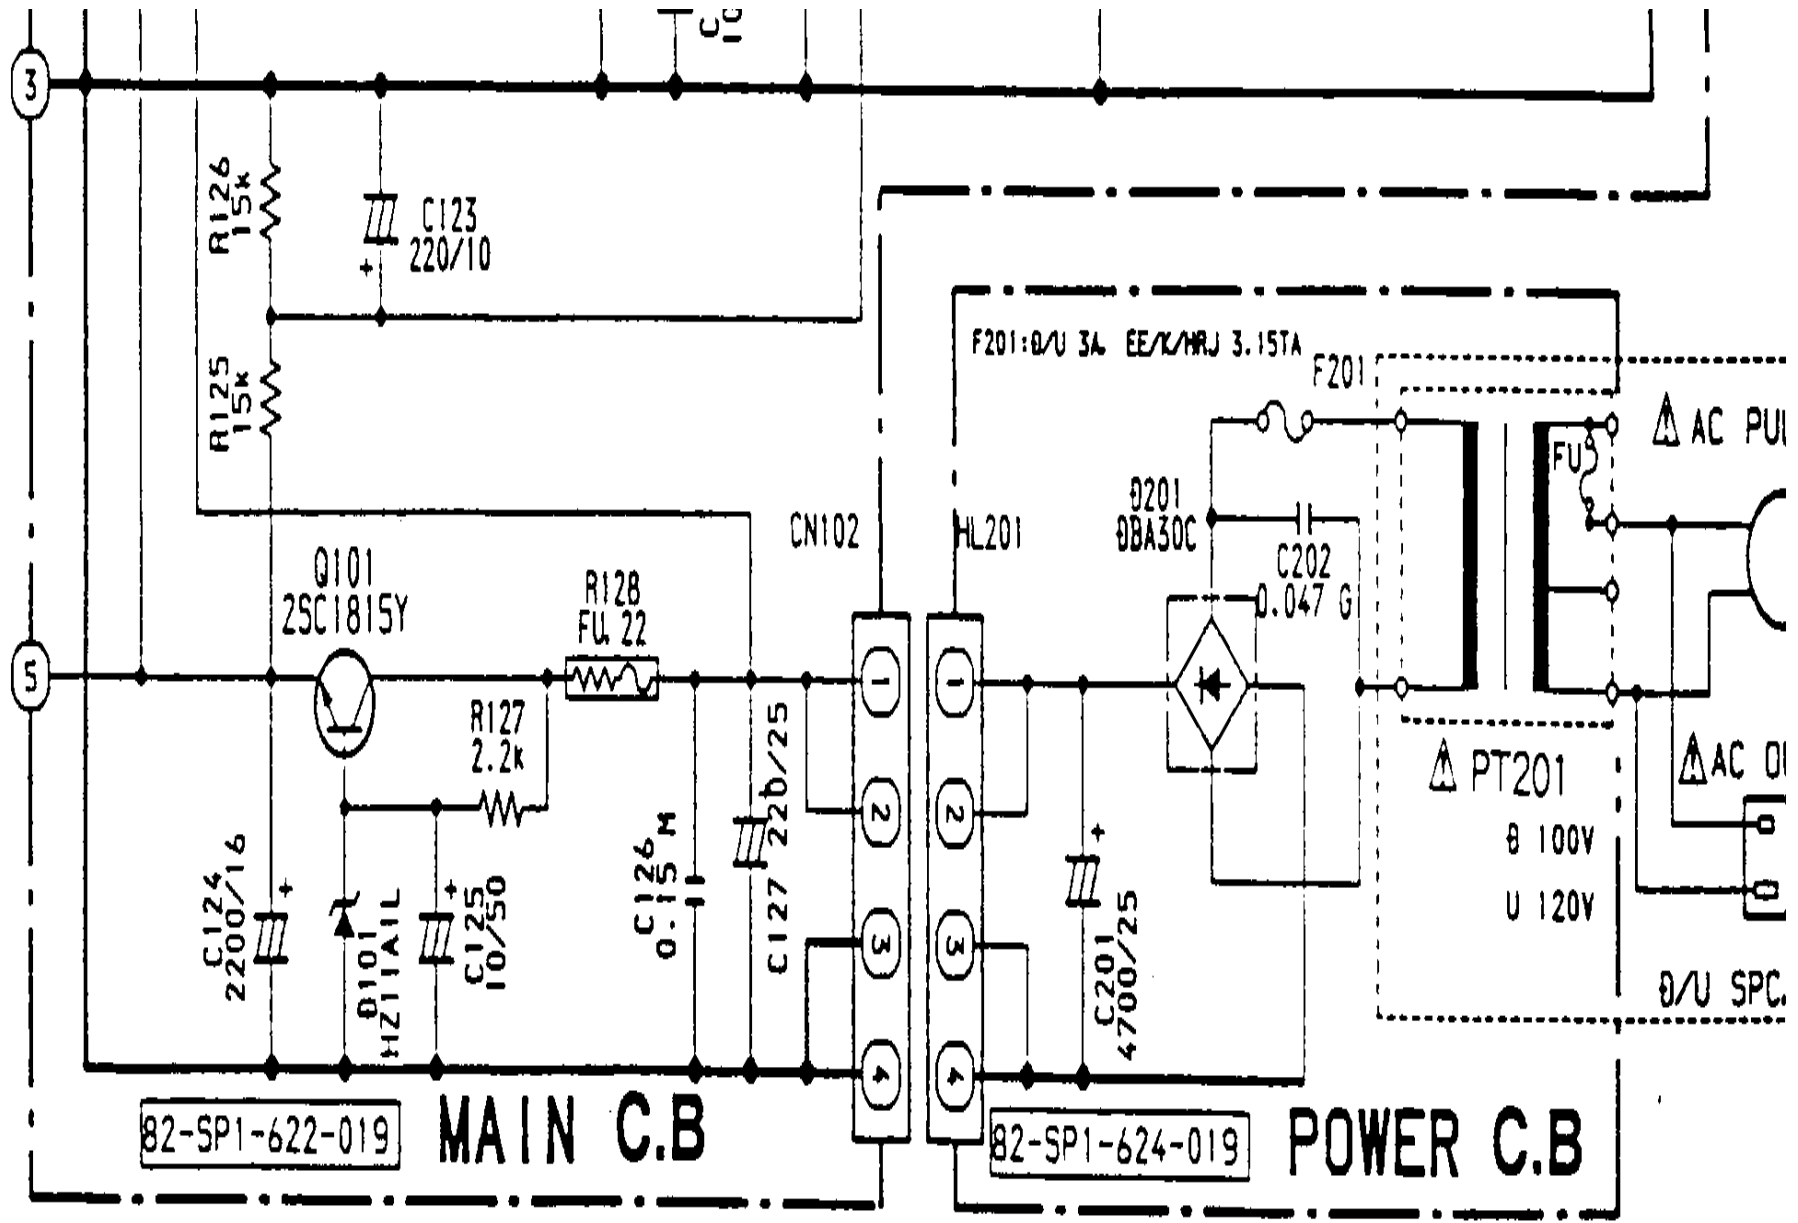 3
R126
15K
C123
220/10
R125
15K
F201:D/U 3A. EE/K/HRJ 3.15TA
F201
AC PU
FU
D201
DBA30C
C202
0.047 G
CN102
HL201
Q101
2SC1815Y
R128
FU. 22
5
R127
2.2K
1
2
3
4
1
2
3
4
C124
2200/16
D101
HZ11A1L
C125
10/50
C126
0.15 M
C127 220/25
C201
4700/25
PT201
D 100V
U 120V
AC O
D/U SPC.
82-SP1-622-019
MAIN C.B
82-SP1-624-019
POWER C.B